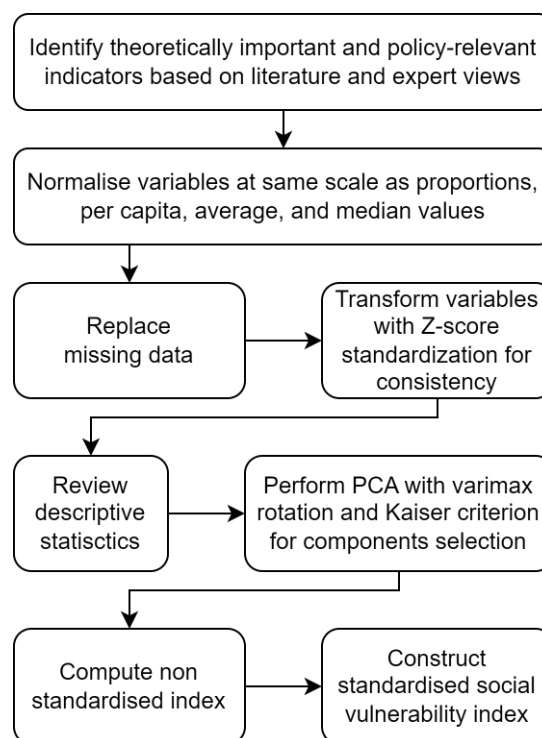 Identify theoretically important and policy-relevant
indicators based on literature and expert views
Normalise variables at same scale as proportions,
per capita, average, and median values
Replace
missing data
Transform variables
with Z-score
standardization for
consistency
Review
descriptive
statisctics
Perform PCA with varimax
rotation and Kaiser criterion
for components selection
Compute non
standardised index
Construct
standardised social
vulnerability index